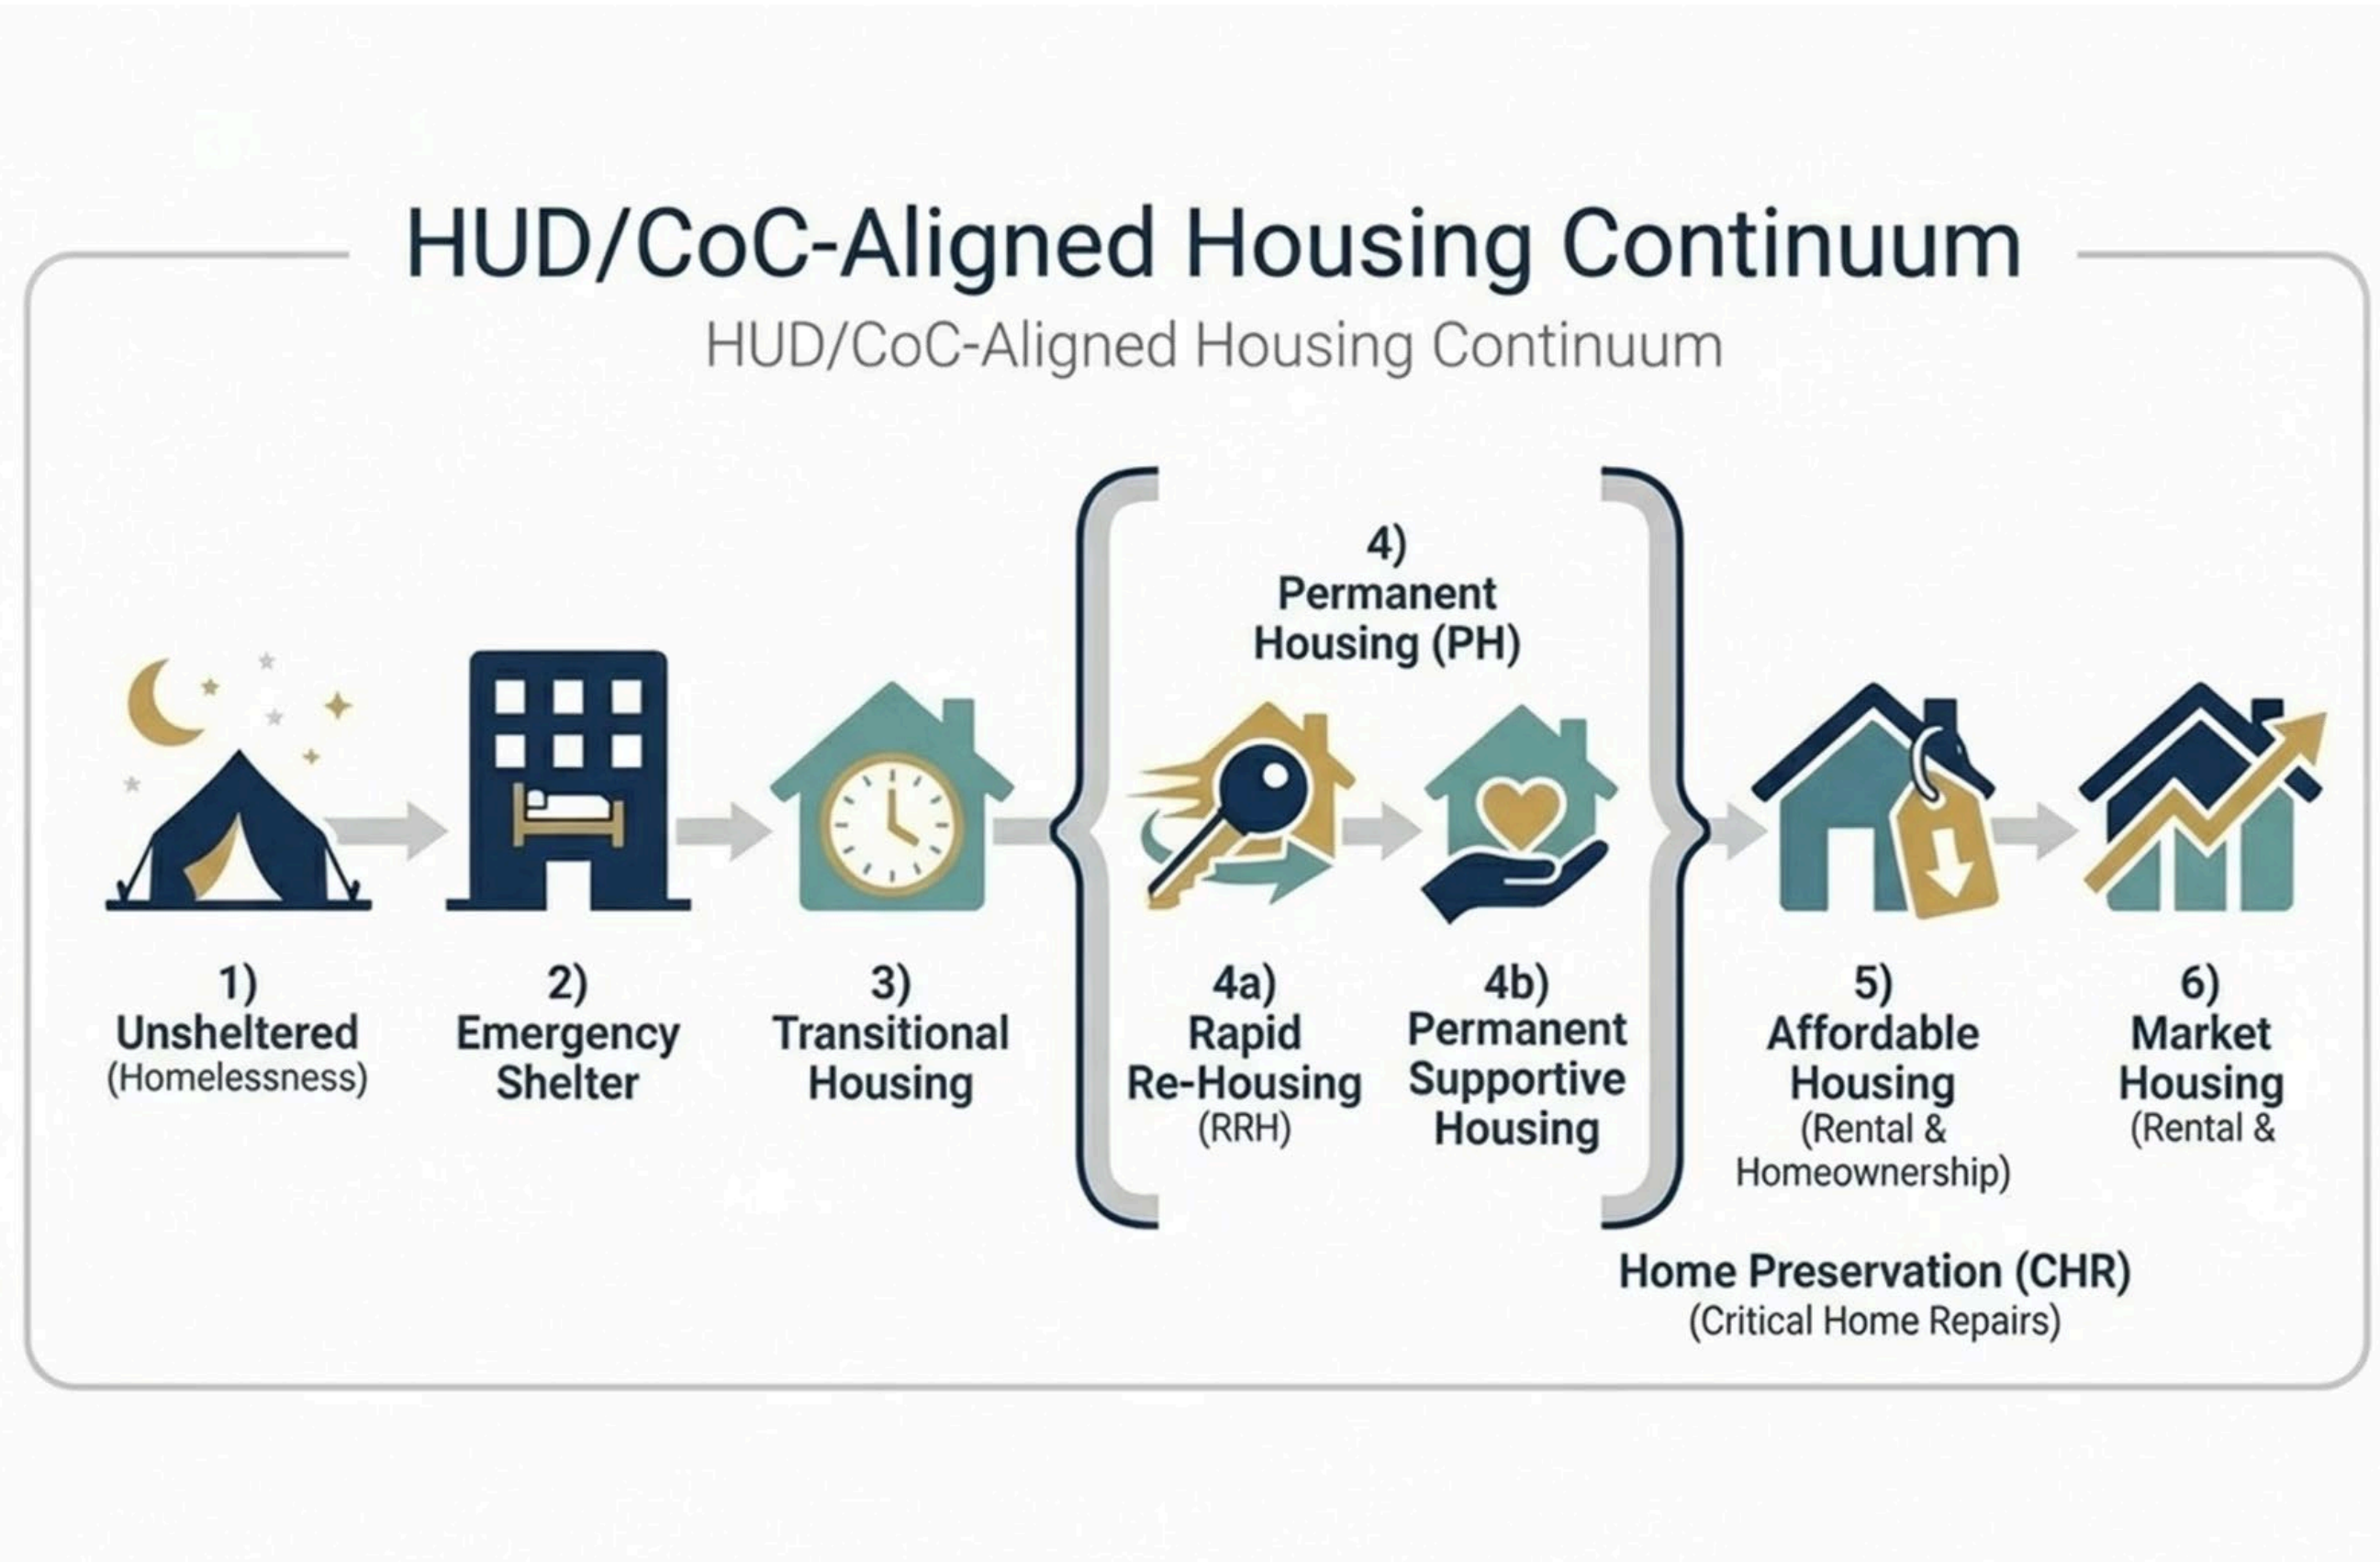 HUD/CoC-Aligned Housing Continuum
HUD/CoC-Aligned Housing Continuum
1)
Unsheltered
(Homelessness)
2)
Emergency
Shelter
3)
Transitional
Housing
4)
Permanent
Housing (PH)
4a)
Rapid
Re-Housing
(RRH)
4b)
Permanent
Supportive
Housing
5)
Affordable
Housing
(Rental &
Homeownership)
6)
Market
Housing
(Rental &
Home Preservation (CHR)
(Critical Home Repairs)